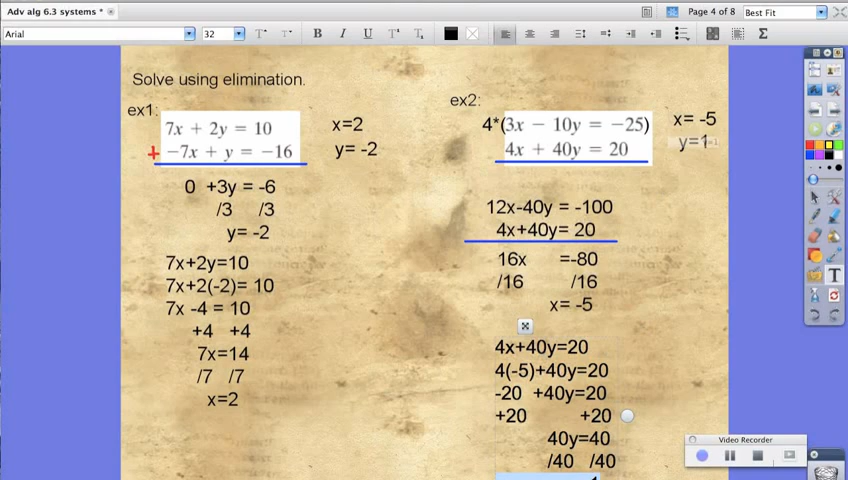 Adv alg 6.3 systems *
Page 4 of 8
Best Fit
Arial
32
B I U
Solve using elimination.
ex1:
7x + 2y = 10
+ −7x + y = −16
x=2
y= -2
0 +3y = -6
/3 /3
y= -2
7x+2y=10
7x+2(-2)= 10
7x -4 = 10
+4 +4
7x=14
/7 /7
x=2
ex2:
4*(3x − 10y = −25)
4x + 40y = 20
x= -5
y=1
12x-40y = -100
4x+40y= 20
16x =-80
/16 /16
x= -5
4x+40y=20
4(-5)+40y=20
-20 +40y=20
+20 +20
40y=40
/40 /40
Video Recorder